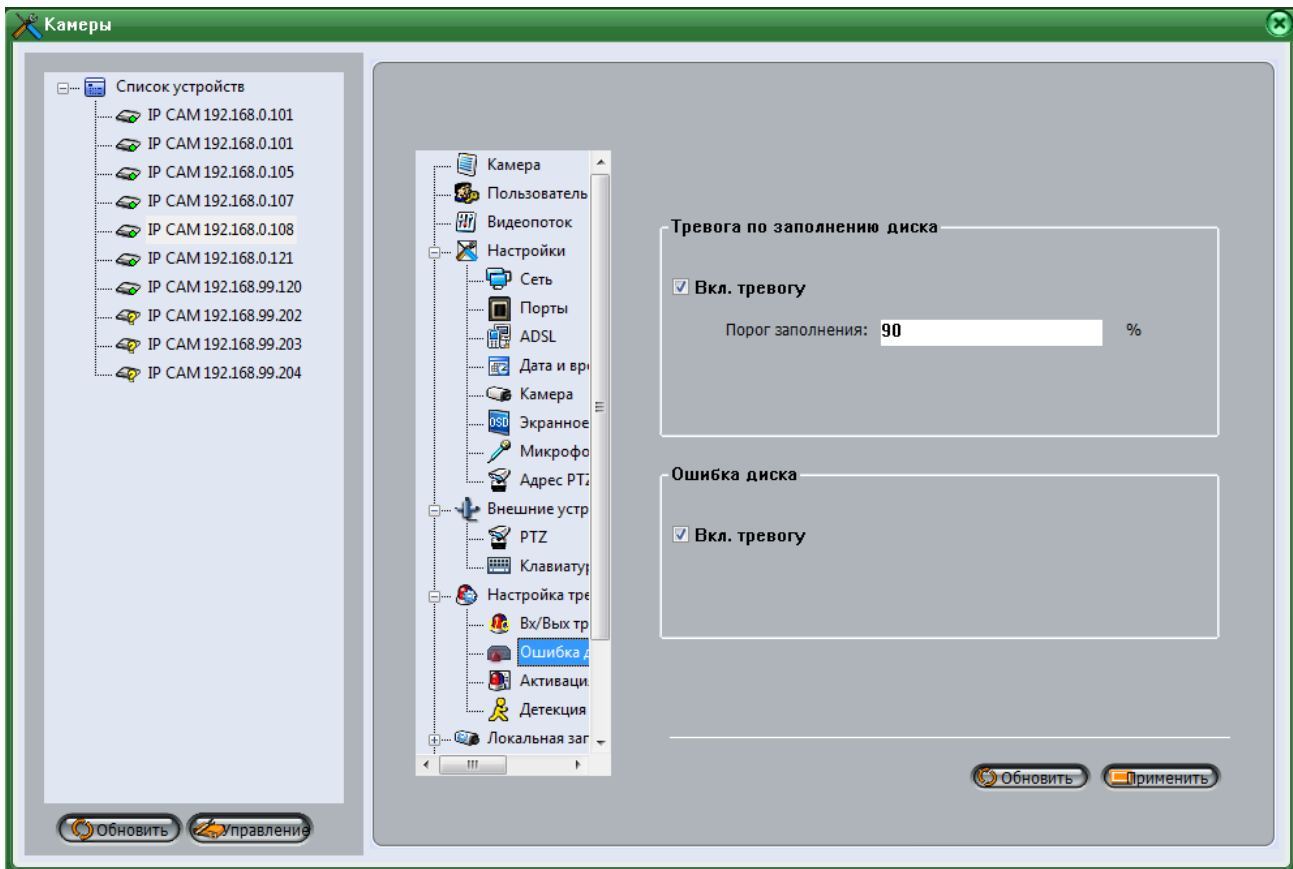 Камеры
Список устройств
IP CAM 192.168.0.101
IP CAM 192.168.0.101
IP CAM 192.168.0.105
IP CAM 192.168.0.107
IP CAM 192.168.0.108
IP CAM 192.168.0.121
IP CAM 192.168.99.120
IP CAM 192.168.99.202
IP CAM 192.168.99.203
IP CAM 192.168.99.204
Обновить
Управление
Камера
Пользователь
Видеопоток
Настройки
Сеть
Порты
ADSL
Дата и вре
Камера
OSD
Экранное
Микрофо
Адрес PTZ
Внешние устр
PTZ
Клавиатур
Настройка тре
Вх/Вых тр
Ошибка д
Активаци
Детекция
Локальная заг
Тревога по заполнению диска
Вкл. тревогу
Порог заполнения: 90 %
Ошибка диска
Вкл. тревогу
Обновить
Применить